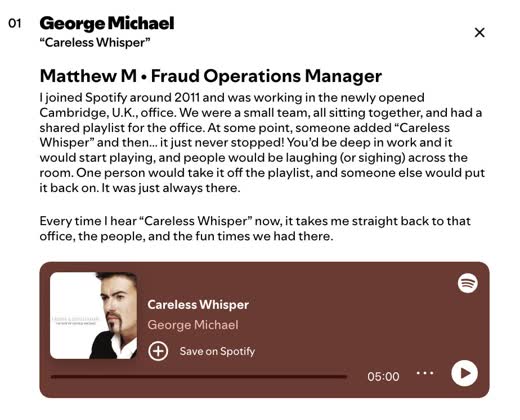 01
George Michael
“Careless Whisper”
Matthew M • Fraud Operations Manager
I joined Spotify around 2011 and was working in the newly opened
Cambridge, U.K., office. We were a small team, all sitting together, and had a
shared playlist for the office. At some point, someone added “Careless
Whisper” and then... it just never stopped! You’d be deep in work and it
would start playing, and people would be laughing (or sighing) across the
room. One person would take it off the playlist, and someone else would put
it back on. It was just always there.
Every time I hear “Careless Whisper” now, it takes me straight back to that
office, the people, and the fun times we had there.
Careless Whisper
George Michael
Save on Spotify
05:00